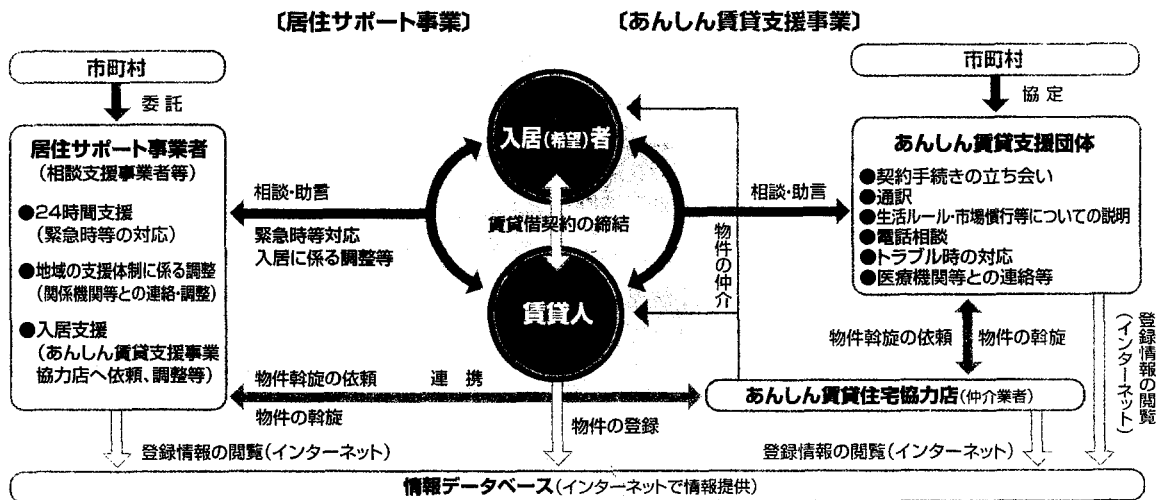 〔居住サポート事業〕
〔あんしん賃貸支援事業〕
市町村
委託
居住サポート事業者
(相談支援事業者等)
●24時間支援
(緊急時等の対応)
●地域の支援体制に係る調整
(関係機関等との連絡・調整)
●入居支援
(あんしん賃貸支援事業
協力店へ依頼、調整等)
相談・助言
緊急時等対応
入居に係る調整等
入居(希望)者
賃貸借契約の締結
賃貸人
物件の仲介
相談・助言
市町村
協定
あんしん賃貸支援団体
●契約手続きの立ち会い
●通訳
●生活ルール・市場慣行等についての説明
●電話相談
●トラブル時の対応
●医療機関等との連絡等
物件斡旋の依頼
物件の斡旋
登録情報の閲覧
(インターネット)
物件斡旋の依頼
連携
物件の斡旋
あんしん賃貸住宅協力店(仲介業者)
物件の登録
登録情報の閲覧(インターネット)
登録情報の閲覧(インターネット)
情報データベース(インターネットで情報提供)